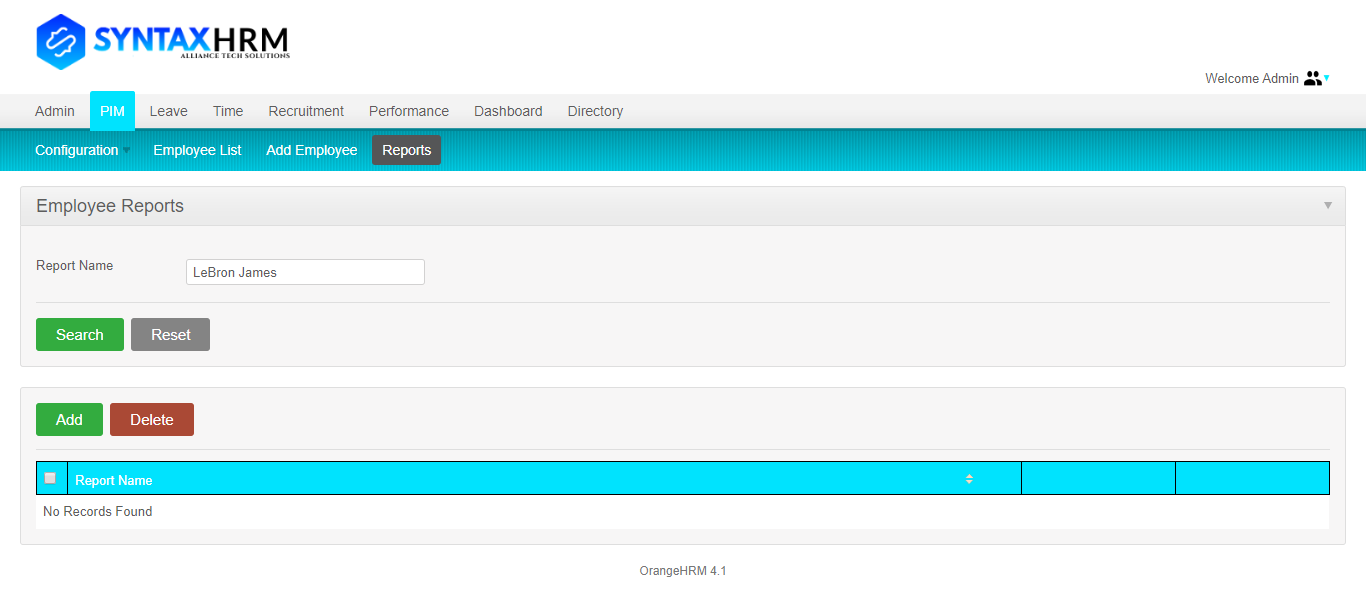 SYNTAXHRM
ALLIANCE TECH SOLUTIONS
Welcome Admin
Admin PIM Leave Time Recruitment Performance Dashboard Directory
Configuration Employee List Add Employee Reports
Employee Reports
Report Name LeBron James
Search Reset
Add Delete
Report Name
No Records Found
OrangeHRM 4.1